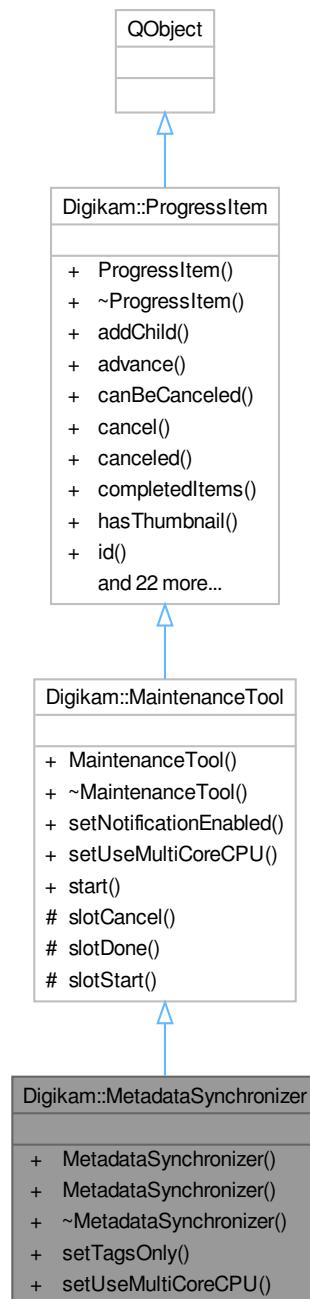 QObject
Digikam::ProgressItem
+ ProgressItem()
+ ~ProgressItem()
+ addChild()
+ advance()
+ canBeCanceled()
+ cancel()
+ canceled()
+ completedItems()
+ hasThumbnail()
+ id()
and 22 more...
Digikam::MaintenanceTool
+ MaintenanceTool()
+ ~MaintenanceTool()
+ setNotificationEnabled()
+ setUseMultiCoreCPU()
+ start()
# slotCancel()
# slotDone()
# slotStart()
Digikam::MetadataSynchronizer
+ MetadataSynchronizer()
+ MetadataSynchronizer()
+ ~MetadataSynchronizer()
+ setTagsOnly()
+ setUseMultiCoreCPU()